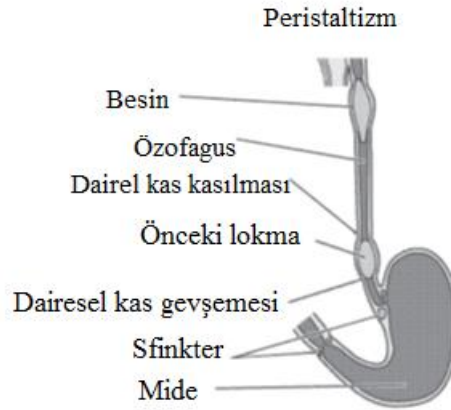 Peristaltizm
Besin
Özofagus
Dairel kas kasılması
Önceki lokma
Dairesel kas gevşemesi
Sfinkter
Mide